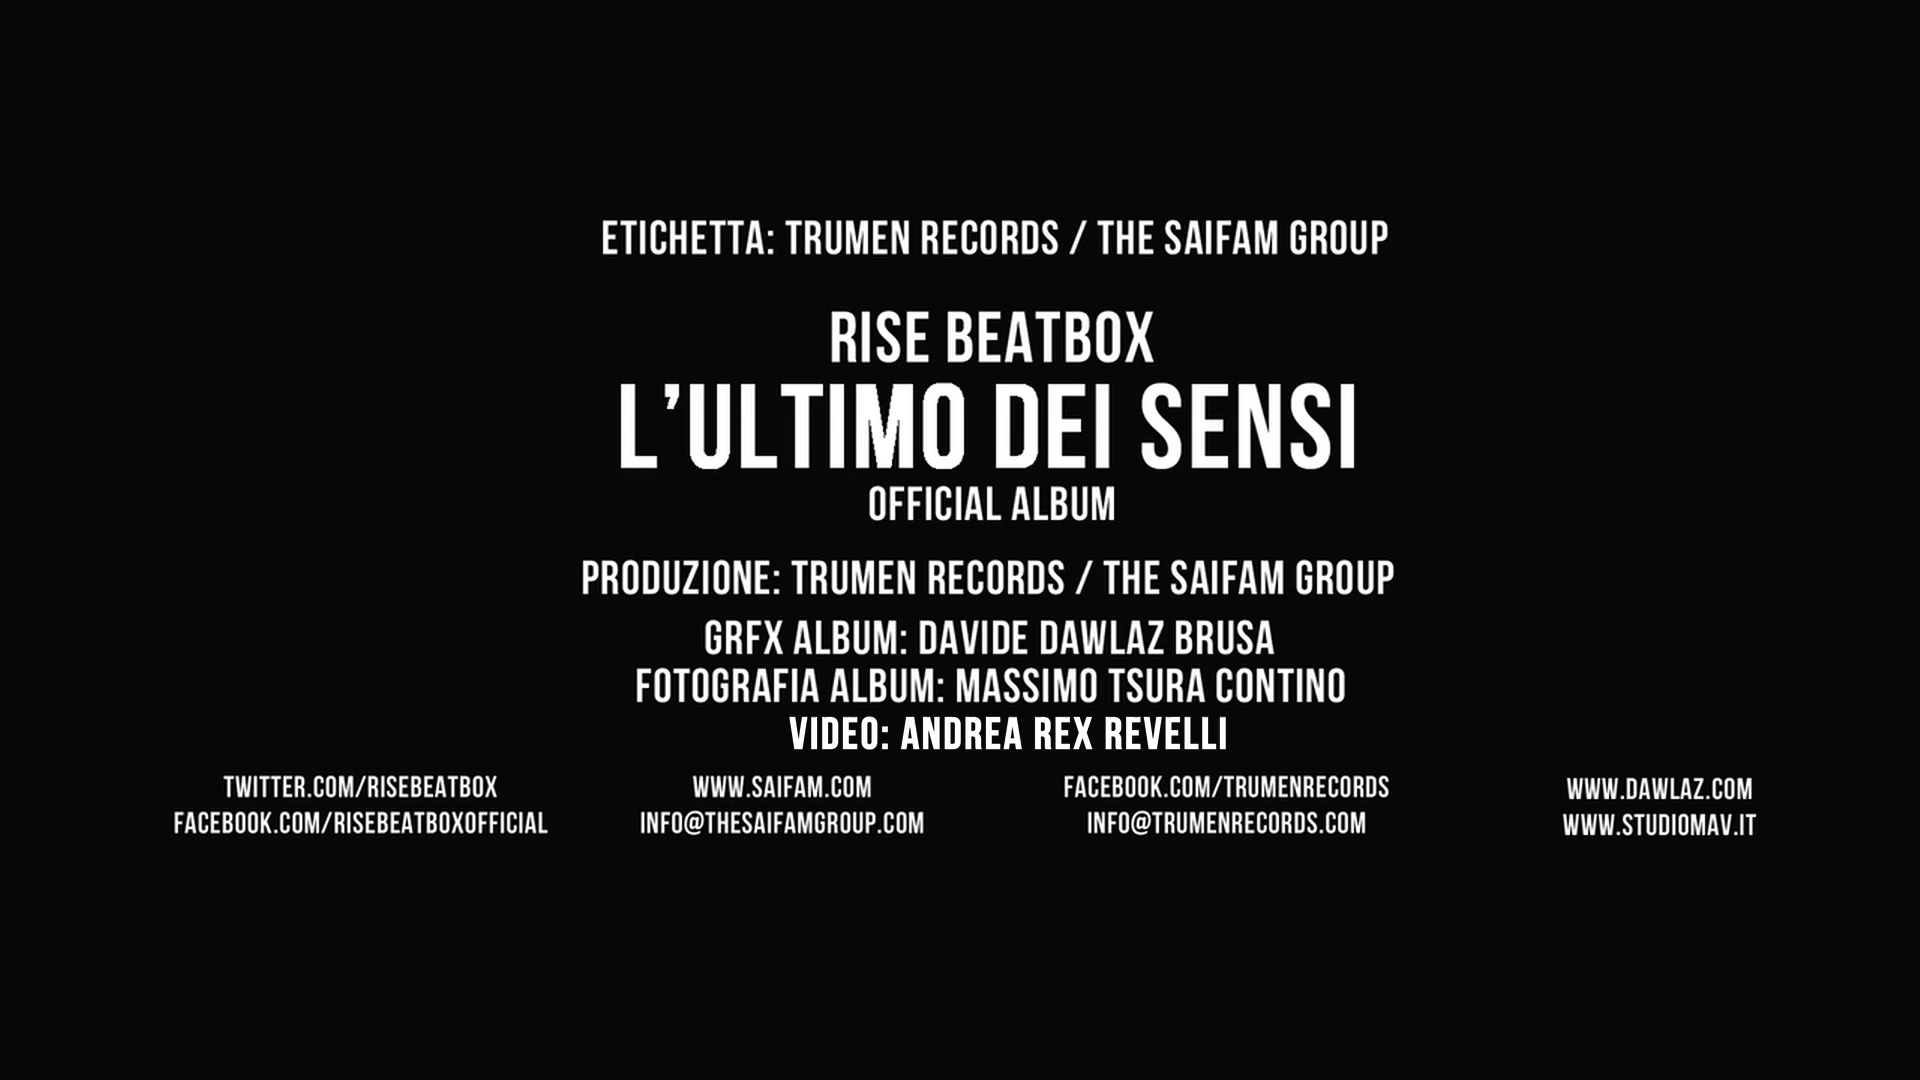 ETICHETTA: TRUMEN RECORDS / THE SAIFAM GROUP
RISE BEATBOX
L'ULTIMO DEI SENSI
OFFICIAL ALBUM
PRODUZIONE: TRUMEN RECORDS / THE SAIFAM GROUP
GRFX ALBUM: DAVIDE DAWLAZ BRUSA
FOTOGRAFIA ALBUM: MASSIMO TSURA CONTINO
VIDEO: ANDREA REX REVELLI
TWITTER.COM/RISEBEATBOX
FACEBOOK.COM/RISEBEATBOXOFFICIAL
WWW.SAIFAM.COM
INFO@THESAIFAMGROUP.COM
FACEBOOK.COM/TRUMENRECORDS
INFO@TRUMENRECORDS.COM
WWW.DAWLAZ.COM
WWW.STUDIOMAV.IT